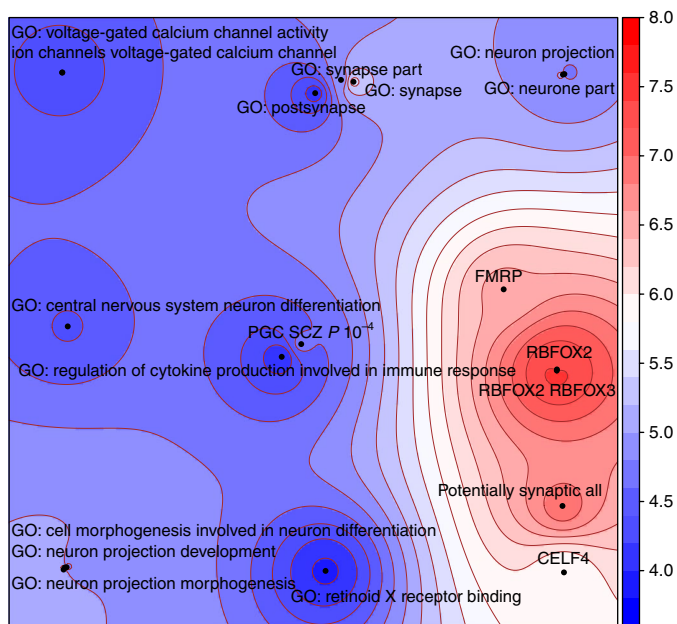 GO: voltage-gated calcium channel activity
ion channels voltage-gated calcium channel
GO: neuron projection
GO: synapse part
GO: synapse
GO: neurone part
GO: postsynapse
FMRP
GO: central nervous system neuron differentiation
PGC SCZ P 10⁻⁴
RBFOX2
GO: regulation of cytokine production involved in immune response
RBFOX2 RBFOX3
Potentially synaptic all
GO: cell morphogenesis involved in neuron differentiation
GO: neuron projection development
CELF4
GO: neuron projection morphogenesis
GO: retinoid X receptor binding
8.0
7.5
7.0
6.5
6.0
5.5
5.0
4.5
4.0